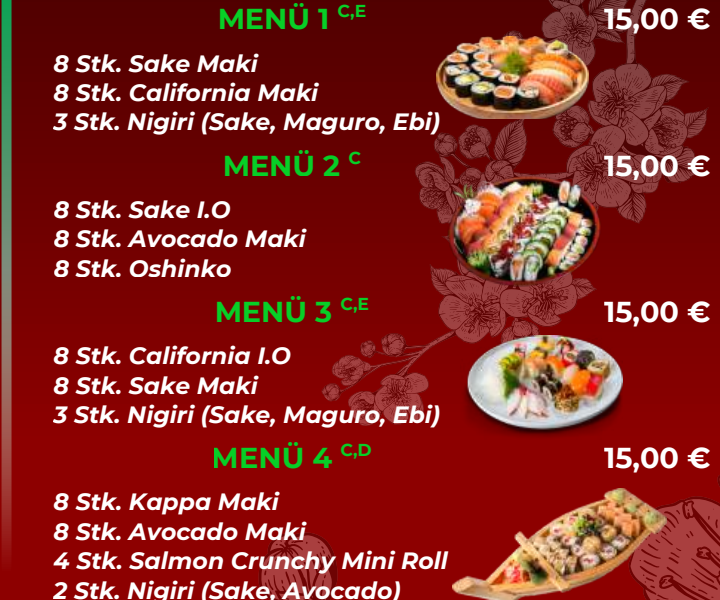 MENÜ 1 C,E 15,00 €
8 Stk. Sake Maki
8 Stk. California Maki
3 Stk. Nigiri (Sake, Maguro, Ebi)
MENÜ 2 C 15,00 €
8 Stk. Sake I.O
8 Stk. Avocado Maki
8 Stk. Oshinko
MENÜ 3 C,E 15,00 €
8 Stk. California I.O
8 Stk. Sake Maki
3 Stk. Nigiri (Sake, Maguro, Ebi)
MENÜ 4 C,D 15,00 €
8 Stk. Kappa Maki
8 Stk. Avocado Maki
4 Stk. Salmon Crunchy Mini Roll
2 Stk. Nigiri (Sake, Avocado)